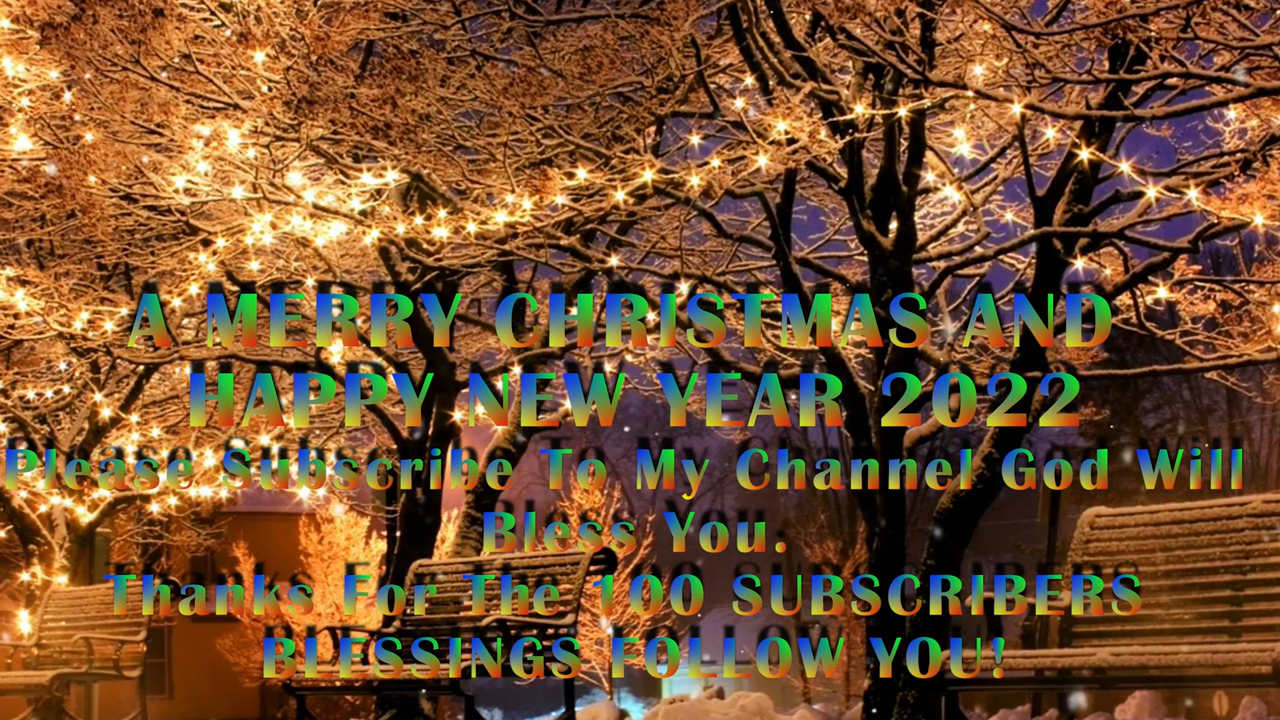 A MERRY CHRISTMAS AND
HAPPY NEW YEAR 2022
Please Subscribe To My Channel God Will
Bless You.
Thanks For The 100 SUBSCRIBERS
BLESSINGS FOLLOW YOU!